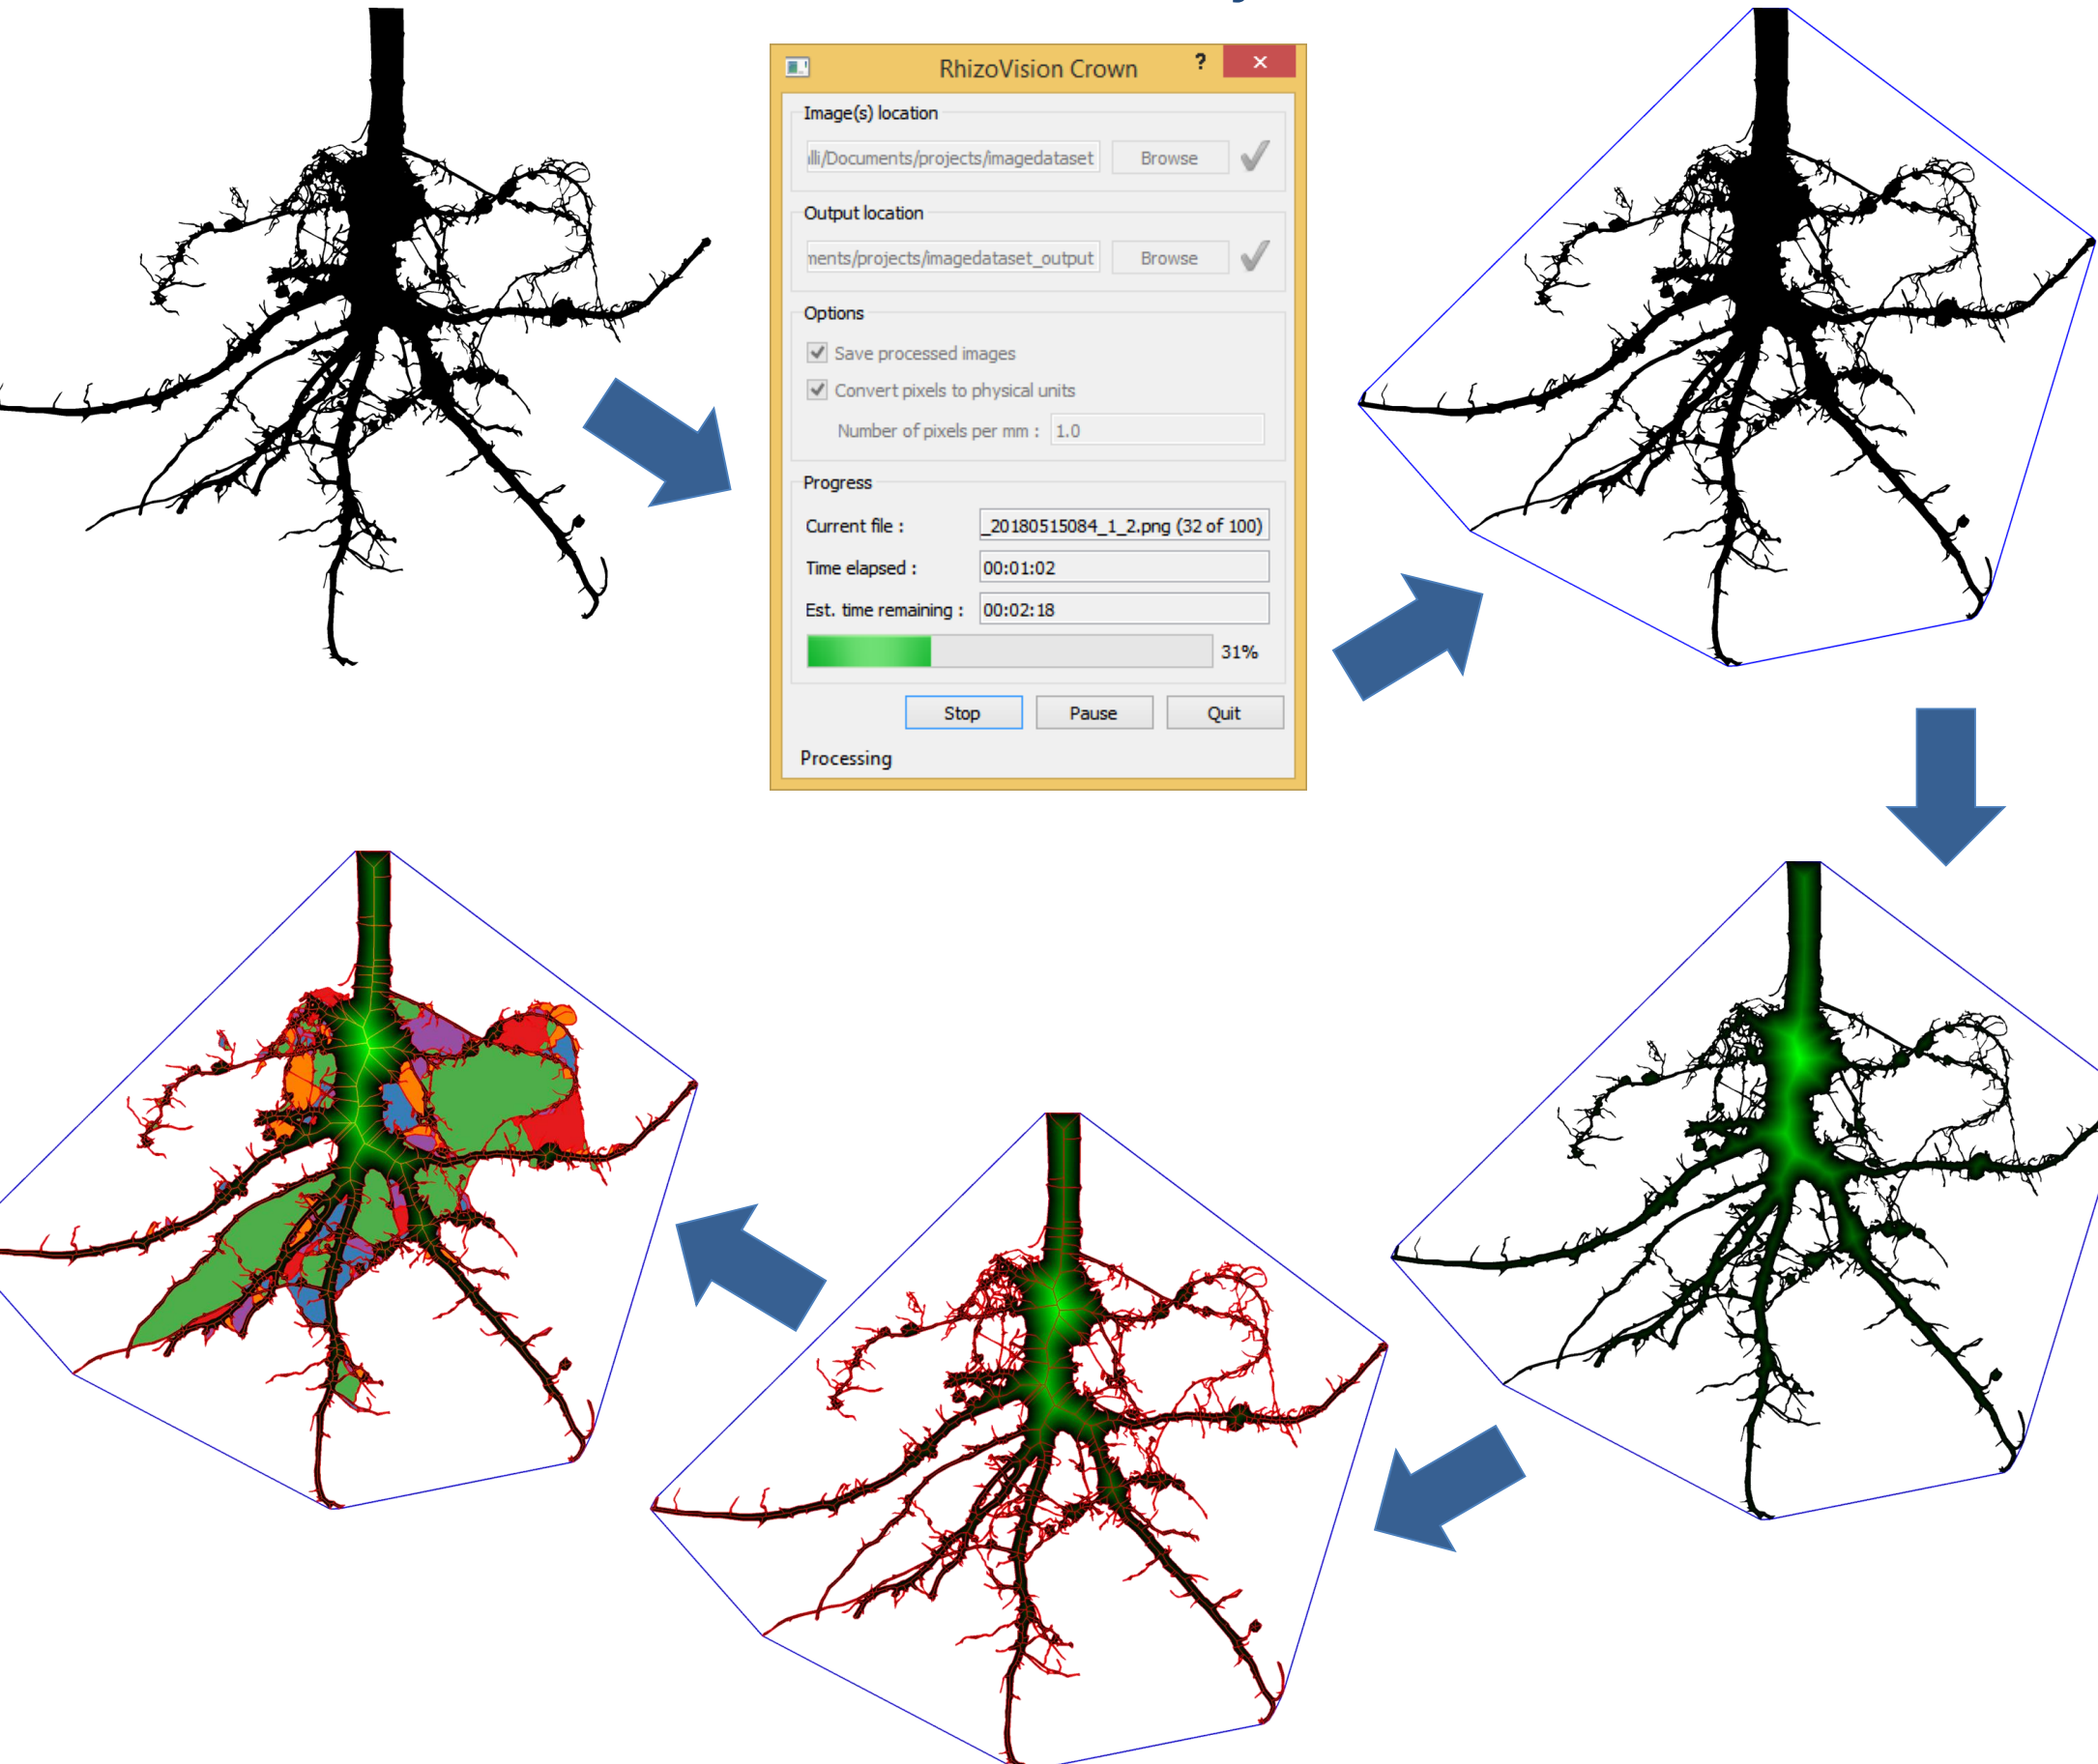 RhizoVision Crown
?
Image(s) location
illi/Documents/projects/imagedataset
Browse
Output location
nents/projects/imagedataset_output
Browse
Options
Save processed images
Convert pixels to physical units
Number of pixels per mm : 1.0
Progress
Current file : _20180515084_1_2.png (32 of 100)
Time elapsed : 00:01:02
Est. time remaining : 00:02:18
31%
Stop Pause Quit
Processing